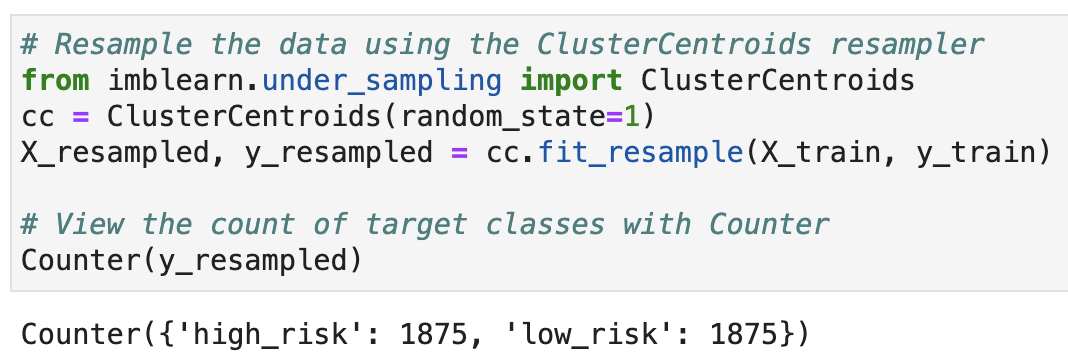 # Resample the data using the ClusterCentroids resampler
from imblearn.under_sampling import ClusterCentroids
cc = ClusterCentroids(random_state=1)
X_resampled, y_resampled = cc.fit_resample(X_train, y_train)
# View the count of target classes with Counter
Counter(y_resampled)
Counter({'high_risk': 1875, 'low_risk': 1875})